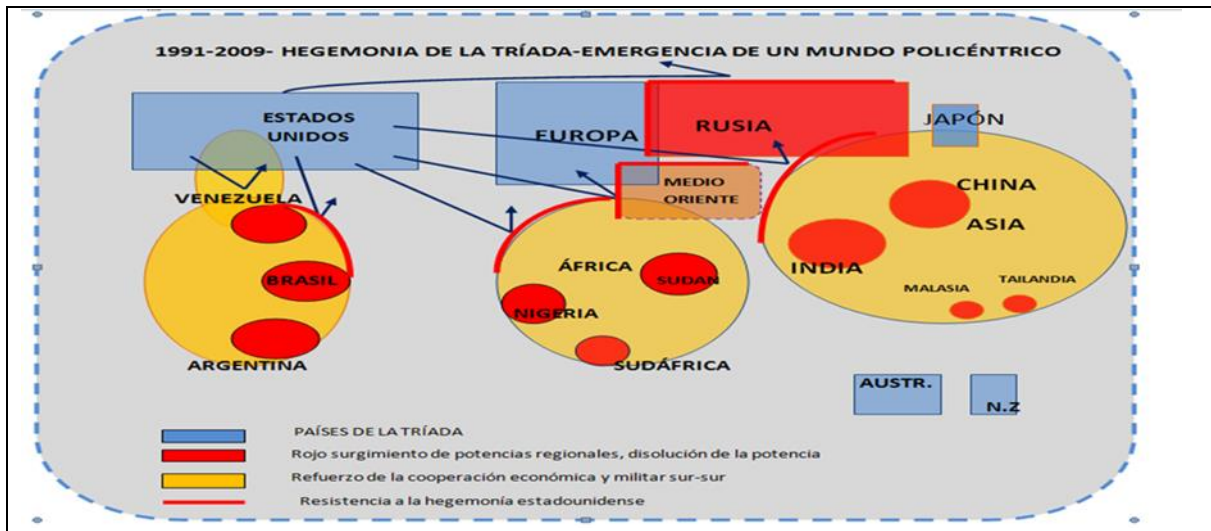 1991-2009- HEGEMONIA DE LA TRÍADA-EMERGENCIA DE UN MUNDO POLICÉNTRICO
ESTADOS
UNIDOS
EUROPA
RUSIA
JAPÓN
VENEZUELA
MEDIO
ORIENTE
CHINA
ASIA
BRASIL
ÁFRICA
SUDAN
INDIA
NIGERIA
MALASIA
TAILANDIA
ARGENTINA
SUDÁFRICA
AUSTR.
N.Z
PAÍSES DE LA TRÍADA
Rojo surgimiento de potencias regionales, disolución de la potencia
Refuerzo de la cooperación económica y militar sur-sur
Resistencia a la hegemonía estadounidense